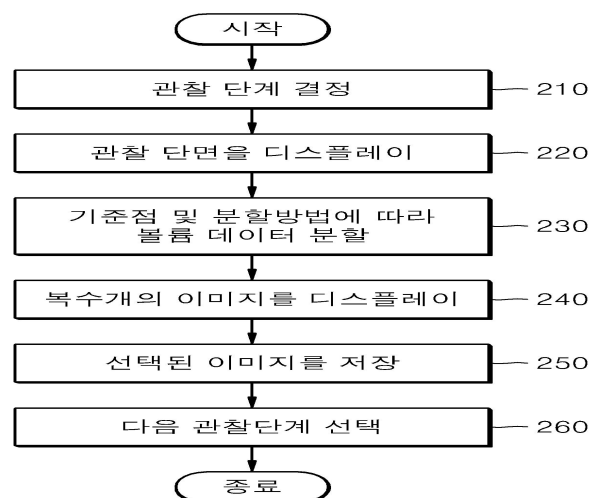 시작
관찰 단계 결정
210
관찰 단면을 디스플레이
220
기준점 및 분할방법에 따라
볼륨 데이터 분할
230
복수개의 이미지를 디스플레이
240
선택된 이미지를 저장
250
다음 관찰단계 선택
260
종료